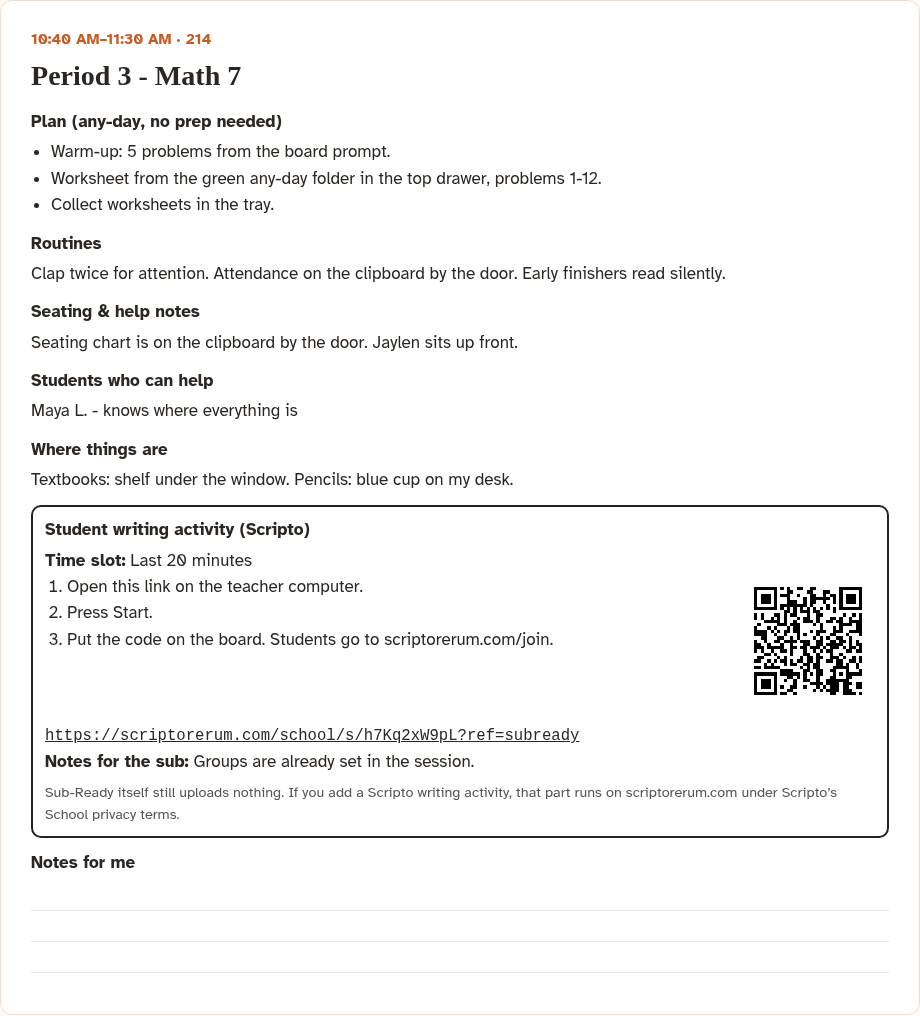 10:40 AM–11:30 AM · 214
Period 3 - Math 7
Plan (any-day, no prep needed)
• Warm-up: 5 problems from the board prompt.
• Worksheet from the green any-day folder in the top drawer, problems 1-12.
• Collect worksheets in the tray.
Routines
Clap twice for attention. Attendance on the clipboard by the door. Early finishers read silently.
Seating & help notes
Seating chart is on the clipboard by the door. Jaylen sits up front.
Students who can help
Maya L. - knows where everything is
Where things are
Textbooks: shelf under the window. Pencils: blue cup on my desk.
Student writing activity (Scripto)
Time slot: Last 20 minutes
1. Open this link on the teacher computer.
2. Press Start.
3. Put the code on the board. Students go to scriptorerum.com/join.
https://scriptorerum.com/school/s/h7Kq2xW9pL?ref=subready
Notes for the sub: Groups are already set in the session.
Sub-Ready itself still uploads nothing. If you add a Scripto writing activity, that part runs on scriptorerum.com under Scripto's
School privacy terms.
Notes for me